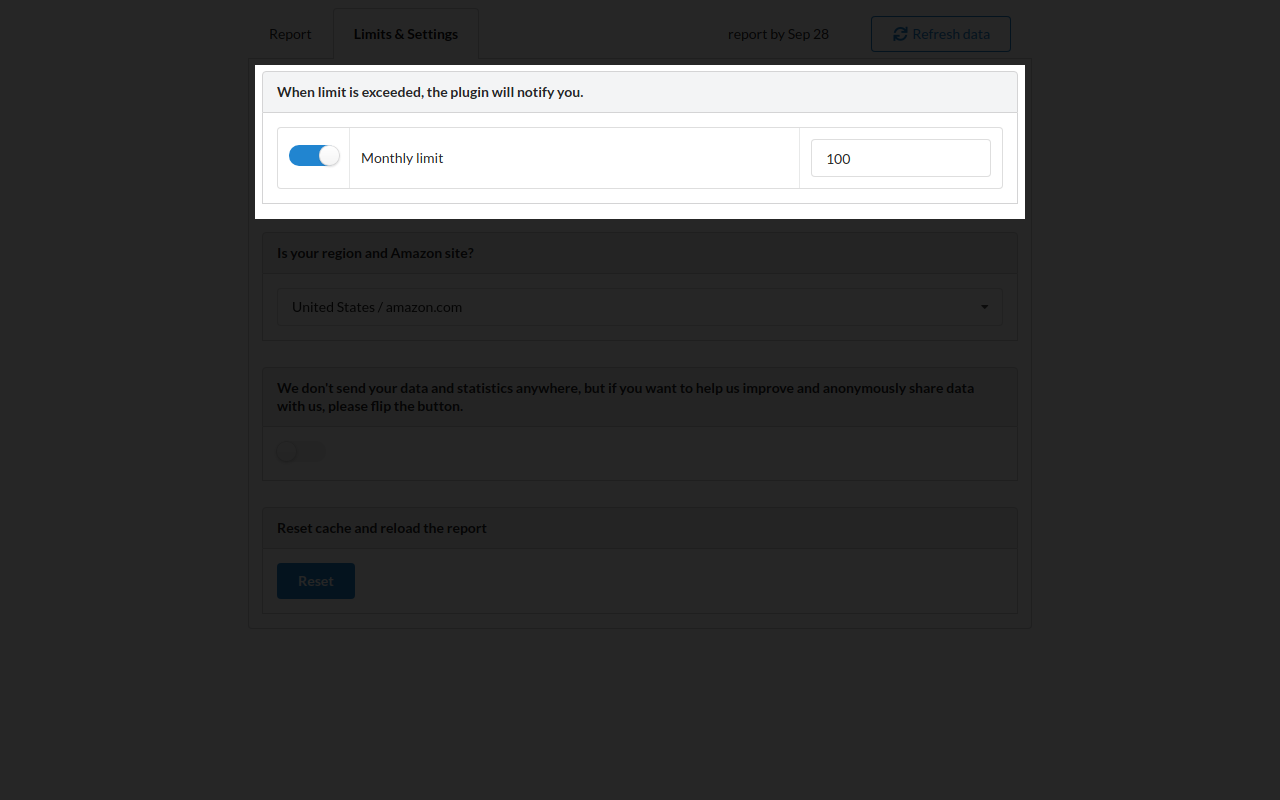 Report
Limits & Settings
report by Sep 28
Refresh data
When limit is exceeded, the plugin will notify you.
Monthly limit
100
Is your region and Amazon site?
United States / amazon.com
We don't send your data and statistics anywhere, but if you want to help us improve and anonymously share data
with us, please flip the button.
Reset cache and reload the report
Reset